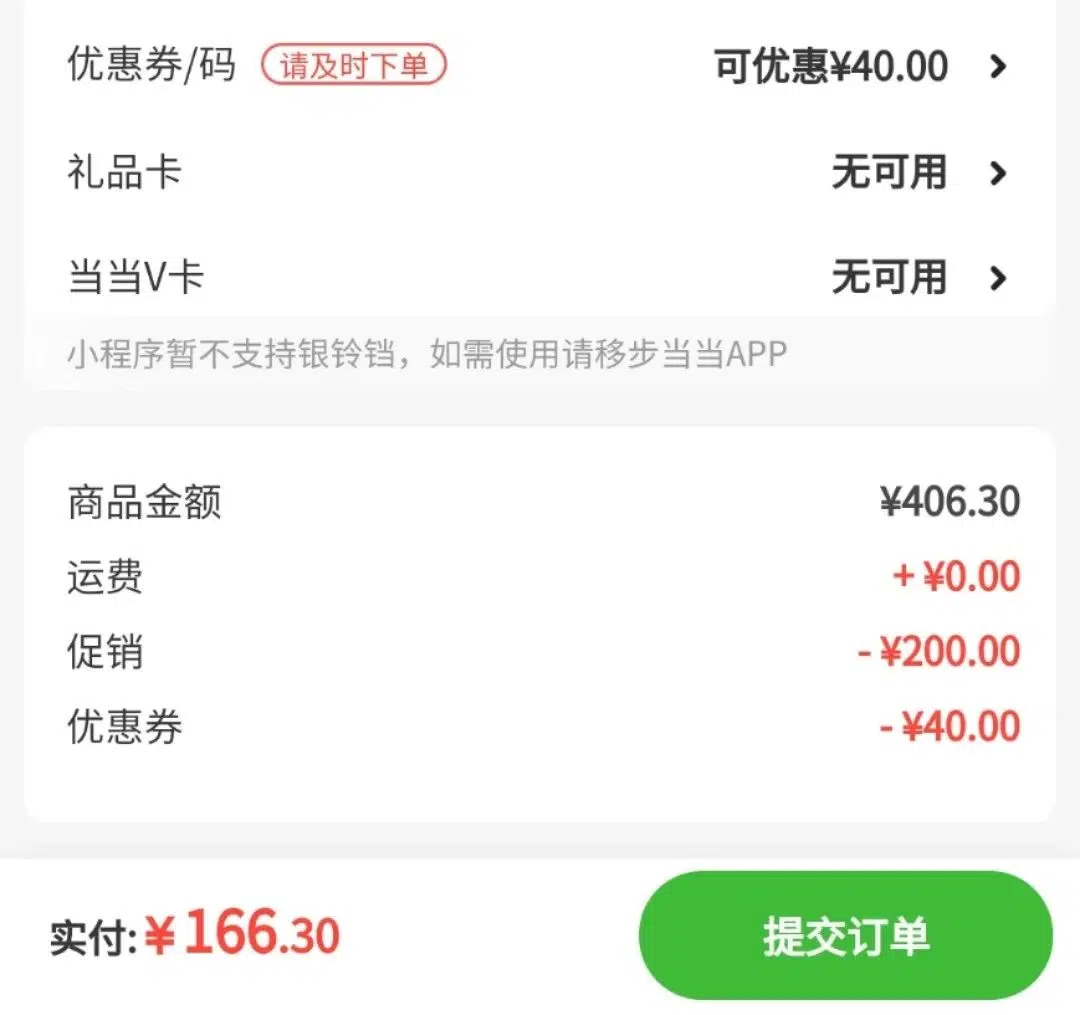 优惠券/码 请及时下单 可优惠¥40.00
礼品卡 无可用
当当V卡 无可用
小程序暂不支持银铃铛，如需使用请移步当当APP
商品金额 ¥406.30
运费 + ¥0.00
促销 - ¥200.00
优惠券 - ¥40.00
实付:¥166.30 提交订单